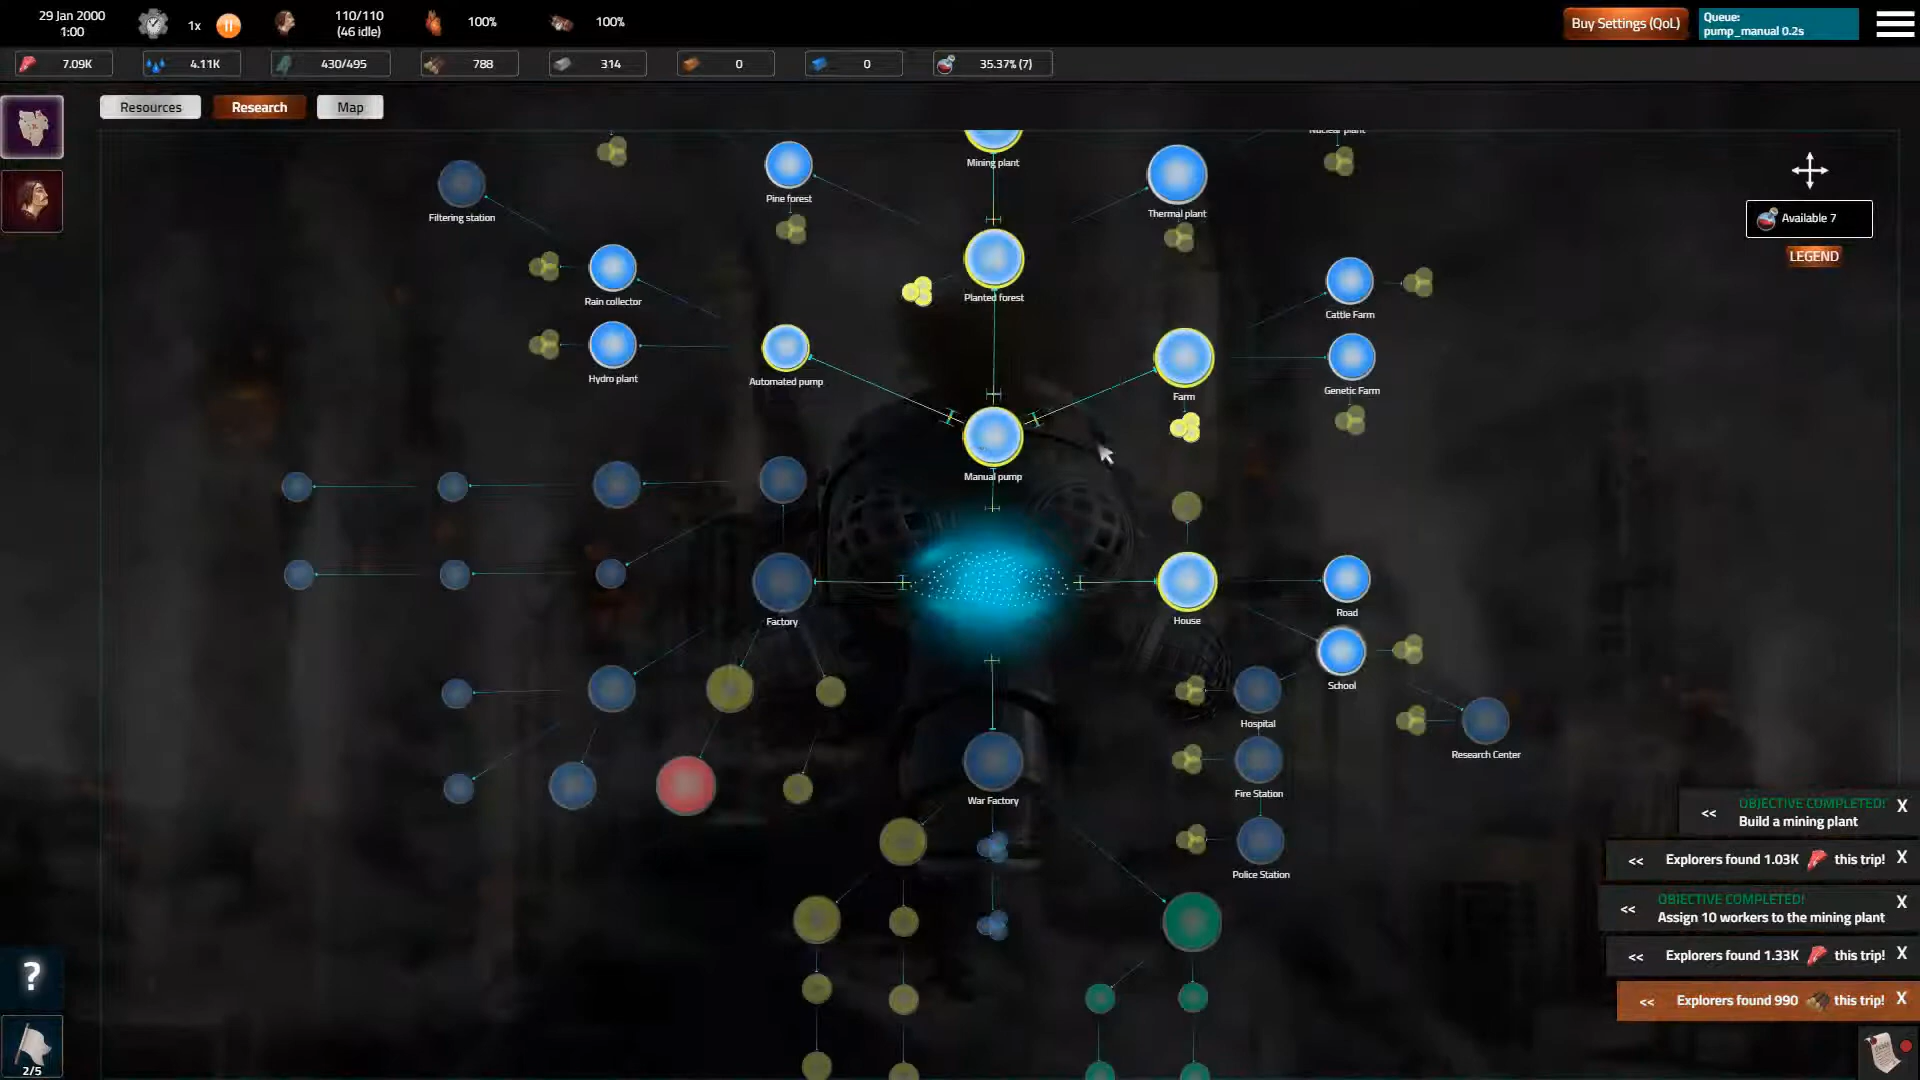 29 Jan 2000
1:00
1x
110/110
(46 idle)
100%
100%
Buy Settings (QoL)
Queue:
pump_manual 0.2s
7.09K
4.11K
430/495
788
314
0
0
35.37% (7)
Resources
Research
Map
Nuclear plant
Mining plant
Pine forest
Thermal plant
Filtering station
Available 7
LEGEND
Rain collector
Planted forest
Cattle Farm
Hydro plant
Automated pump
Farm
Genetic Farm
Manual pump
Factory
House
Road
School
Hospital
Research Center
Fire Station
War Factory
Police Station
<< OBJECTIVE COMPLETED! X
Build a mining plant
<< Explorers found 1.03K this trip! X
<< OBJECTIVE COMPLETED! X
Assign 10 workers to the mining plant
<< Explorers found 1.33K this trip! X
<< Explorers found 990 this trip! X
?
2/5